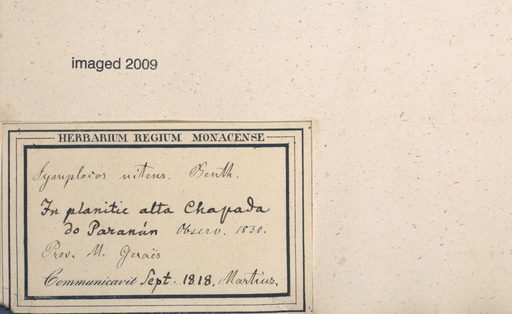 imaged 2009
HERBARIUM REGIUM MONACENSE
Symplocos nitens. Benth.
In planitie alta Chapada
do Paranán Observ. 1830.
Prov. M. Geraës
Communicavit Sept. 1818. Martius.